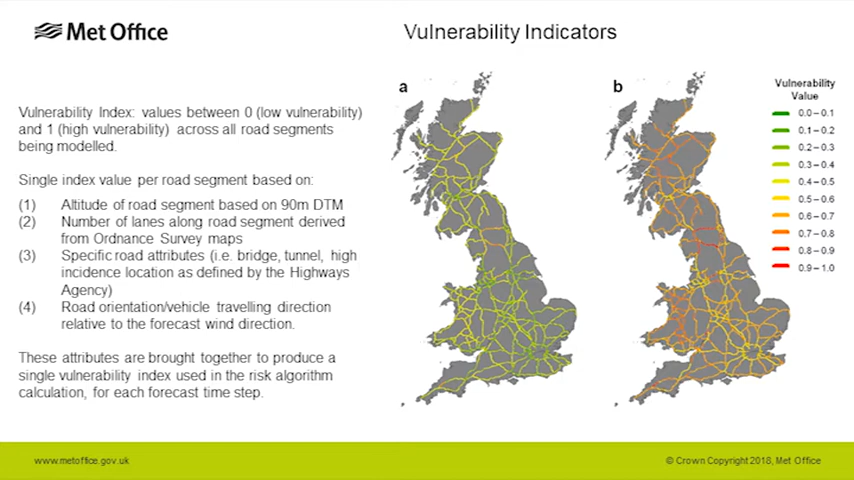 Met Office
Vulnerability Indicators
Vulnerability Index: values between 0 (low vulnerability)
and 1 (high vulnerability) across all road segments
being modelled.
Single index value per road segment based on:
(1) Altitude of road segment based on 90m DTM
(2) Number of lanes along road segment derived
from Ordnance Survey maps
(3) Specific road attributes (i.e. bridge, tunnel, high
incidence location as defined by the Highways
Agency)
(4) Road orientation/vehicle travelling direction
relative to the forecast wind direction.
These attributes are brought together to produce a
single vulnerability index used in the risk algorithm
calculation, for each forecast time step.
a
b
Vulnerability
Value
0.0 – 0.1
0.1 – 0.2
0.2 – 0.3
0.3 – 0.4
0.4 – 0.5
0.5 – 0.6
0.6 – 0.7
0.7 – 0.8
0.8 – 0.9
0.9 – 1.0
www.metoffice.gov.uk
© Crown Copyright 2018, Met Office